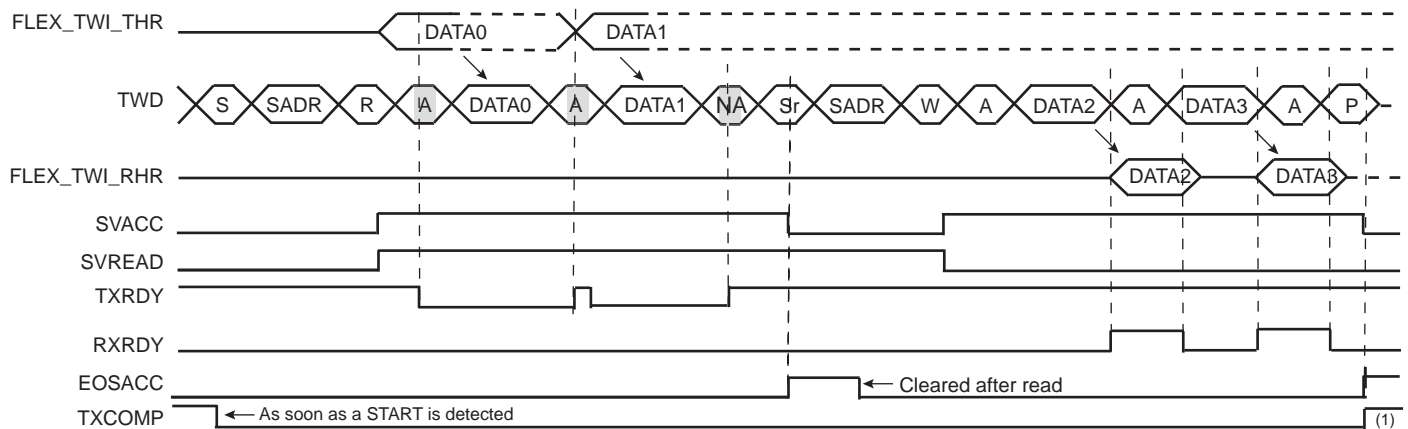 FLEX_TWI_THR DATA0 DATA1
TWD S SADR R A DATA0 A DATA1 NA Sr SADR W A DATA2 A DATA3 A P
FLEX_TWI_RHR DATA2 DATA3
SVACC
SVREAD
TXRDY
RXRDY
EOSACC Cleared after read
TXCOMP As soon as a START is detected (1)